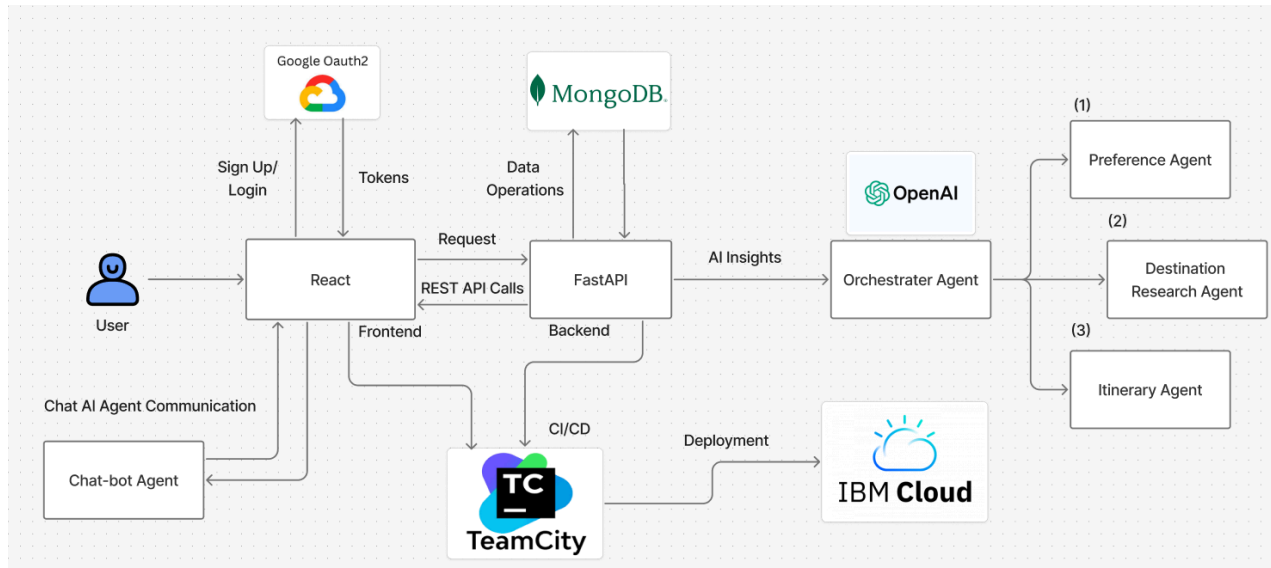 Google Oauth2
MongoDB.
(1)
Preference Agent
Sign Up/
Login
Tokens
Data
Operations
OpenAI
(2)
Request
AI Insights
React
FastAPI
Orchestrater Agent
Destination
Research Agent
REST API Calls
User
Frontend
Backend
(3)
Itinerary Agent
Chat AI Agent Communication
CI/CD
Deployment
Chat-bot Agent
TC
TeamCity
IBM Cloud